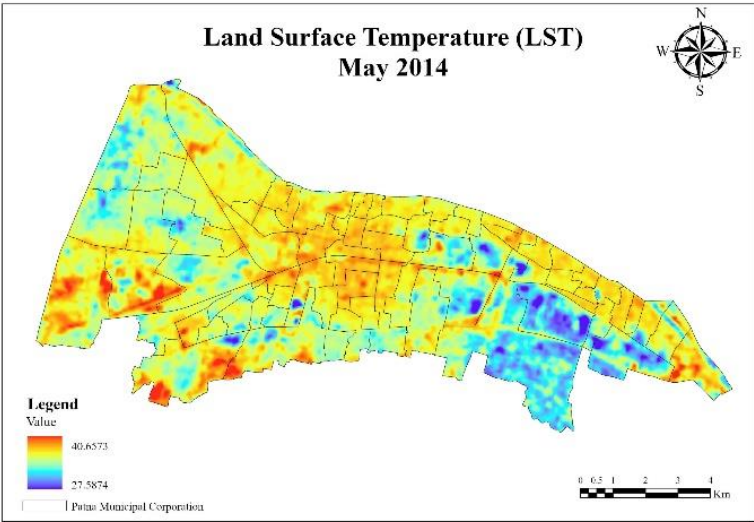 Land Surface Temperature (LST)
May 2014
N
W E
S
Legend
Value
40.6573
27.5874
Patna Municipal Corporation
0 0.5 1 2 3 4
Km